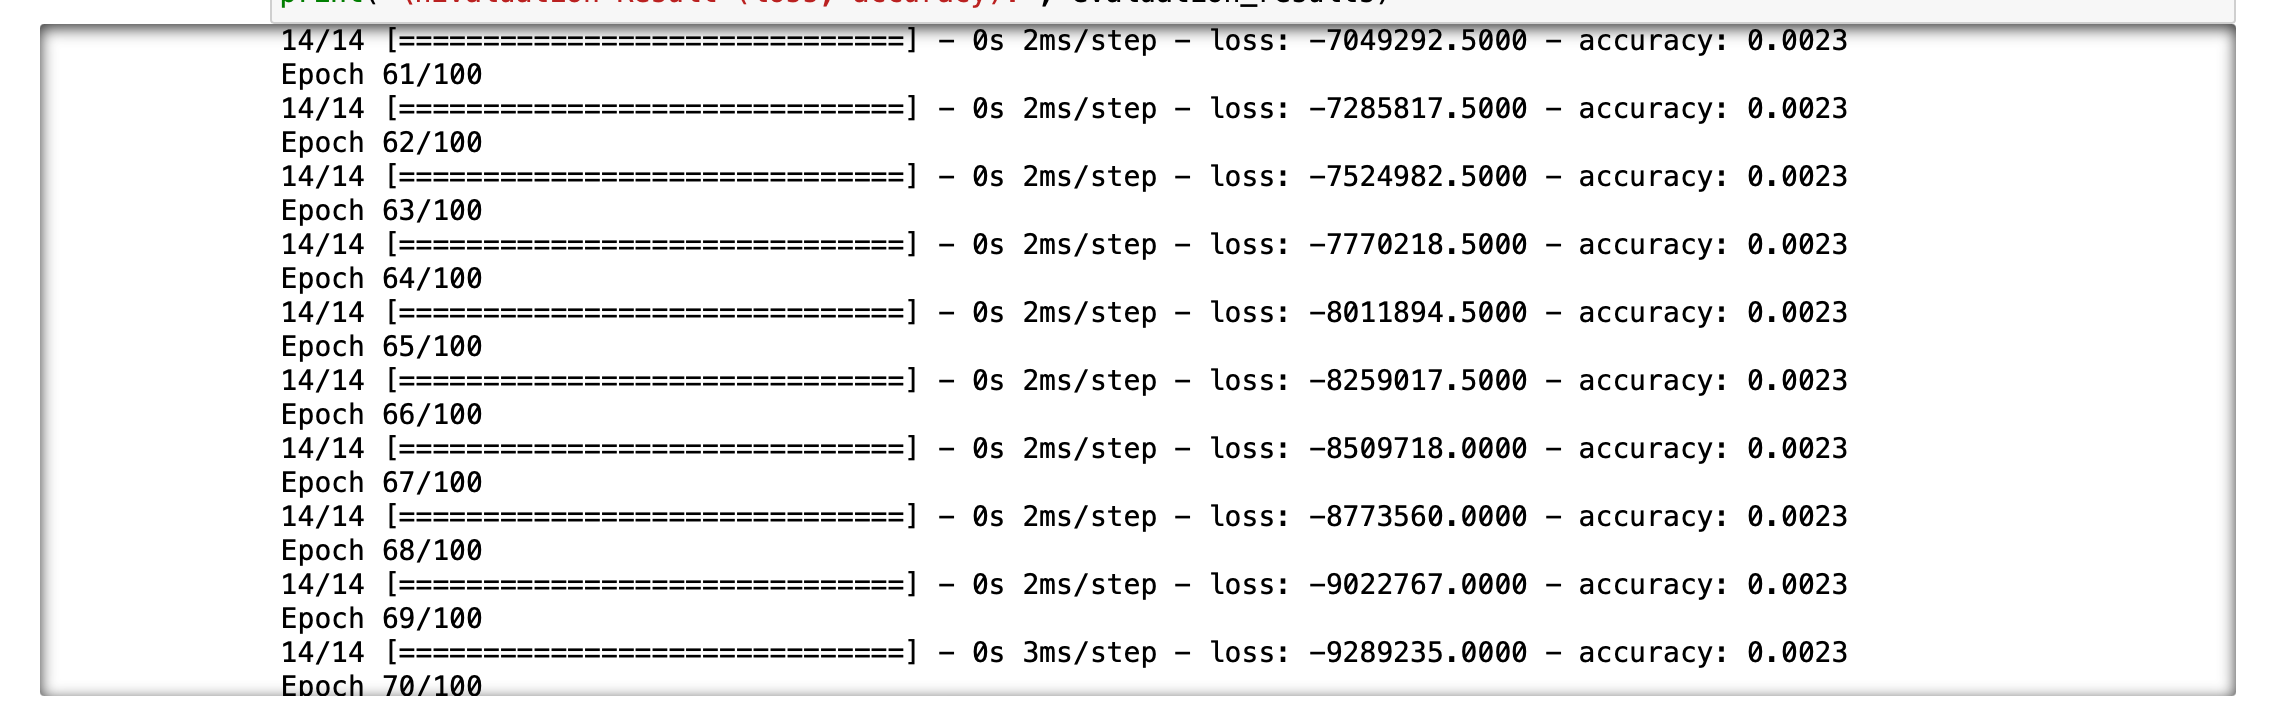 14/14 [==============================] - 0s 2ms/step - loss: -7049292.5000 - accuracy: 0.0023
Epoch 61/100
14/14 [==============================] - 0s 2ms/step - loss: -7285817.5000 - accuracy: 0.0023
Epoch 62/100
14/14 [==============================] - 0s 2ms/step - loss: -7524982.5000 - accuracy: 0.0023
Epoch 63/100
14/14 [==============================] - 0s 2ms/step - loss: -7770218.5000 - accuracy: 0.0023
Epoch 64/100
14/14 [==============================] - 0s 2ms/step - loss: -8011894.5000 - accuracy: 0.0023
Epoch 65/100
14/14 [==============================] - 0s 2ms/step - loss: -8259017.5000 - accuracy: 0.0023
Epoch 66/100
14/14 [==============================] - 0s 2ms/step - loss: -8509718.0000 - accuracy: 0.0023
Epoch 67/100
14/14 [==============================] - 0s 2ms/step - loss: -8773560.0000 - accuracy: 0.0023
Epoch 68/100
14/14 [==============================] - 0s 2ms/step - loss: -9022767.0000 - accuracy: 0.0023
Epoch 69/100
14/14 [==============================] - 0s 3ms/step - loss: -9289235.0000 - accuracy: 0.0023
Epoch 70/100